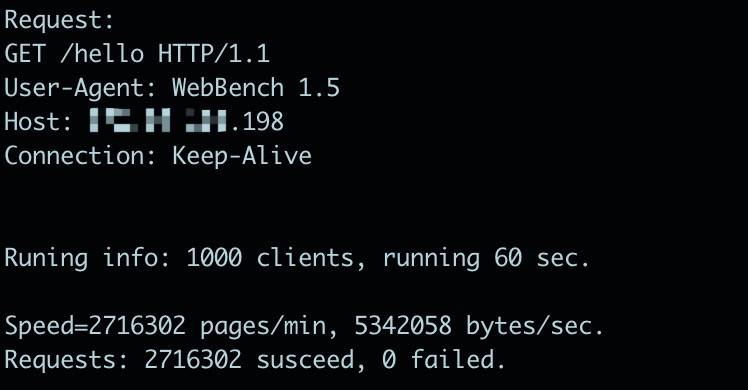 Request:
GET /hello HTTP/1.1
User-Agent: WebBench 1.5
Host: .198
Connection: Keep-Alive
Runing info: 1000 clients, running 60 sec.
Speed=2716302 pages/min, 5342058 bytes/sec.
Requests: 2716302 susceed, 0 failed.